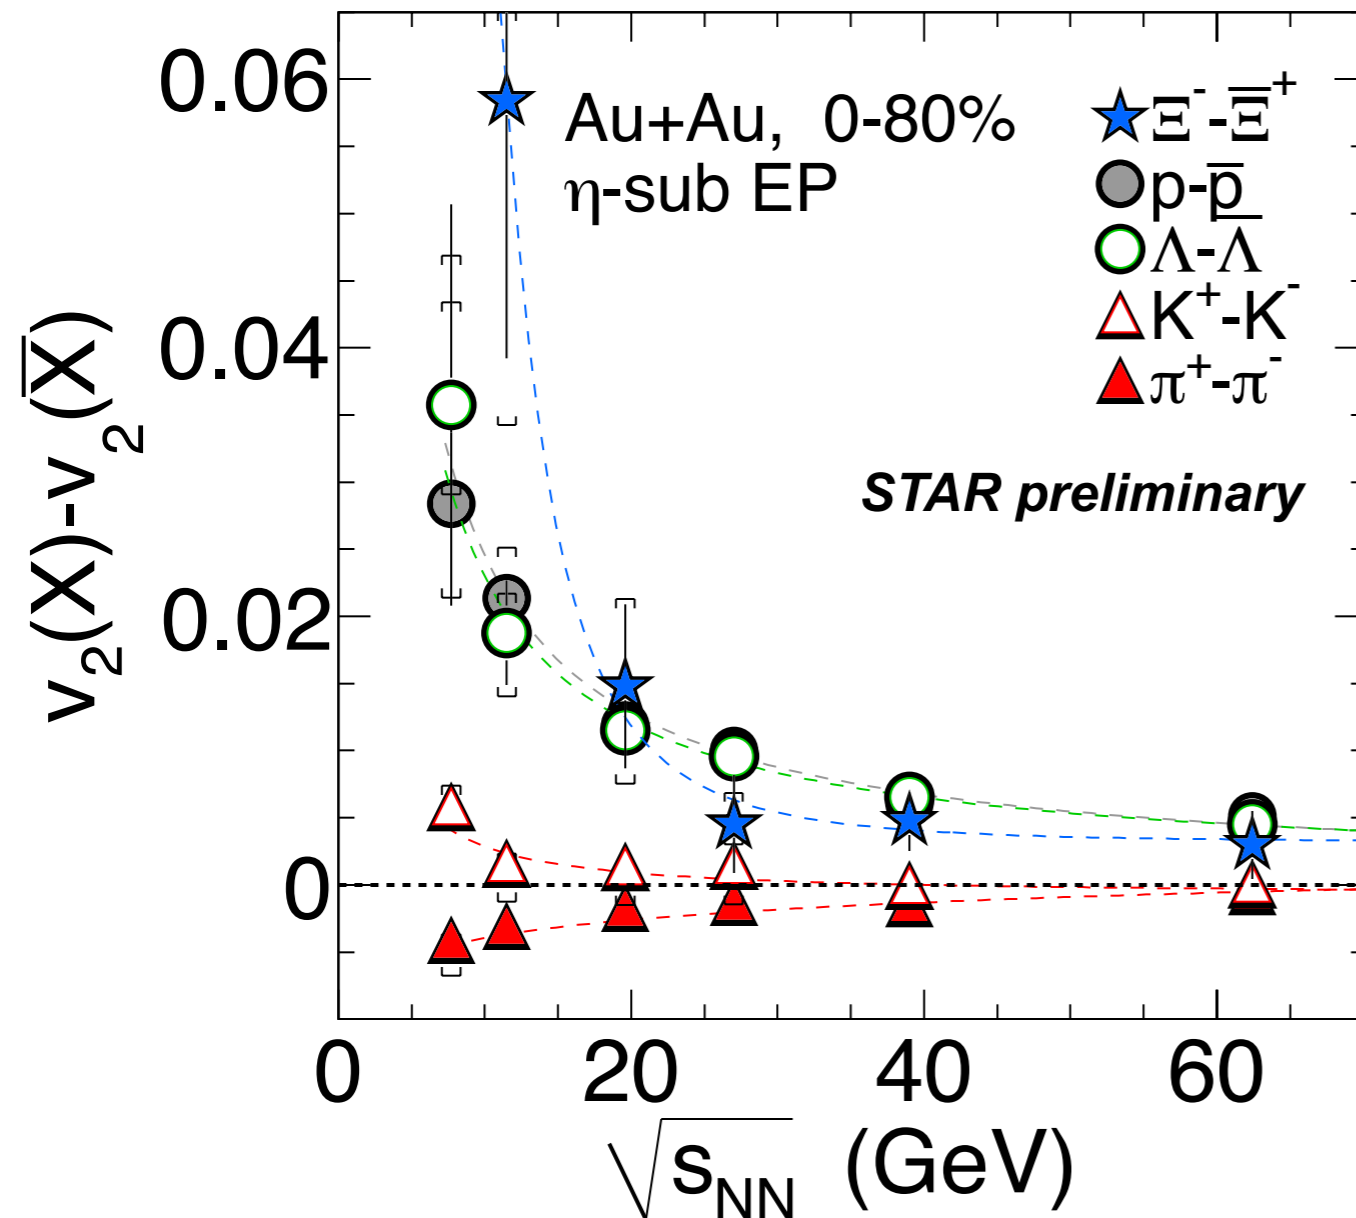 0.06
0.04
0.02
0
v₂(X)-v₂(X̅)
Au+Au, 0-80%
η-sub EP
Ξ⁻-Ξ̅⁺
p-p̅
Λ-Λ̅
K⁺-K⁻
π⁺-π⁻
STAR preliminary
0 20 40 60
√s_NN (GeV)